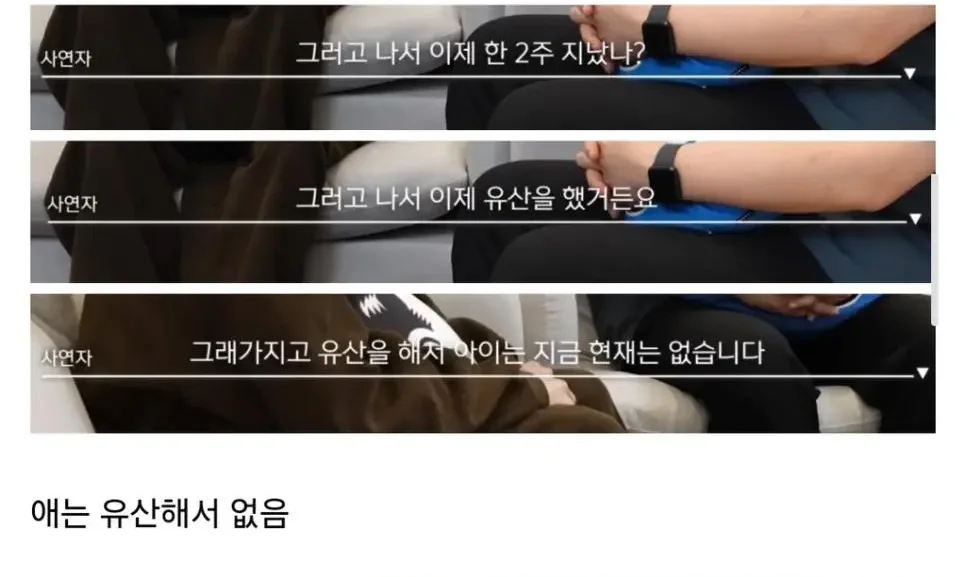 그러고 나서 이제 한 2주 지났나?
사연자
그러고 나서 이제 유산을 했거든요
사연자
그래가지고 유산을 해서 아이는 지금 현재는 없습니다
사연자
애는 유산해서 없음